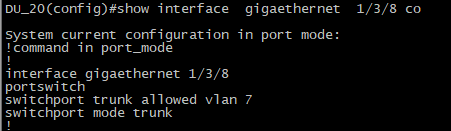 DU_20(config)#show interface  gigaethernet  1/3/8 co
System current configuration in port mode:
!command in port_mode
!
interface gigaethernet 1/3/8
portswitch
switchport trunk allowed vlan 7
switchport mode trunk
!